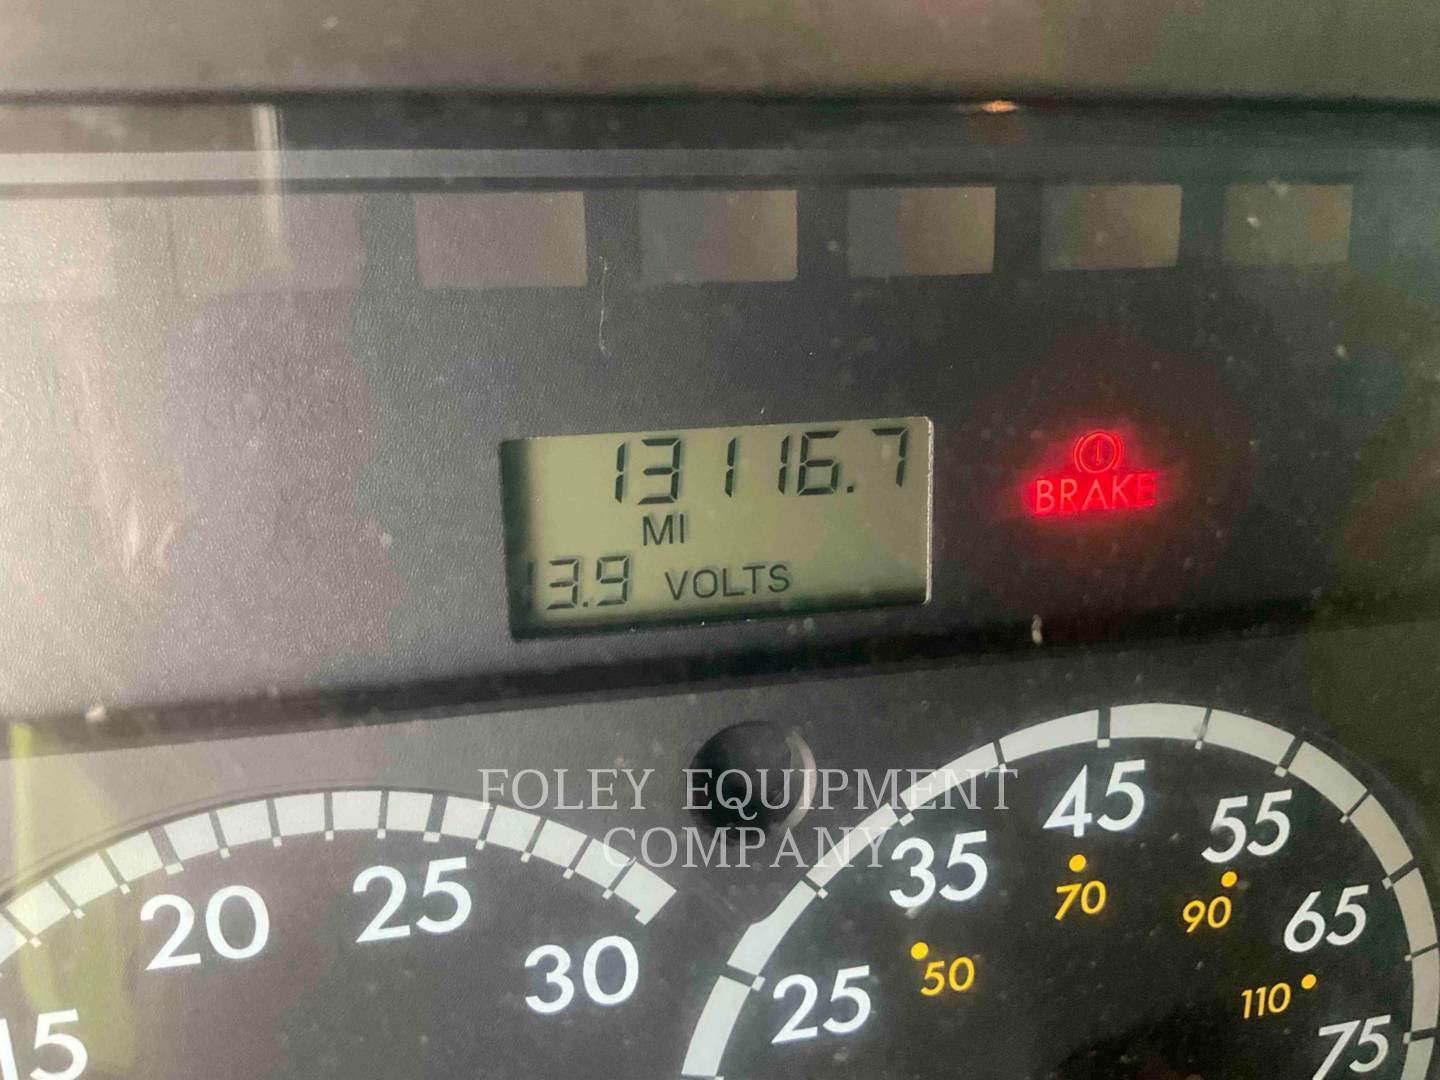 13116.7
MI
13.9 VOLTS
BRAKE
FOLEY EQUIPMENT
COMPANY
15 20 25 30
25 35 45 55 65 75
50 70 90 110